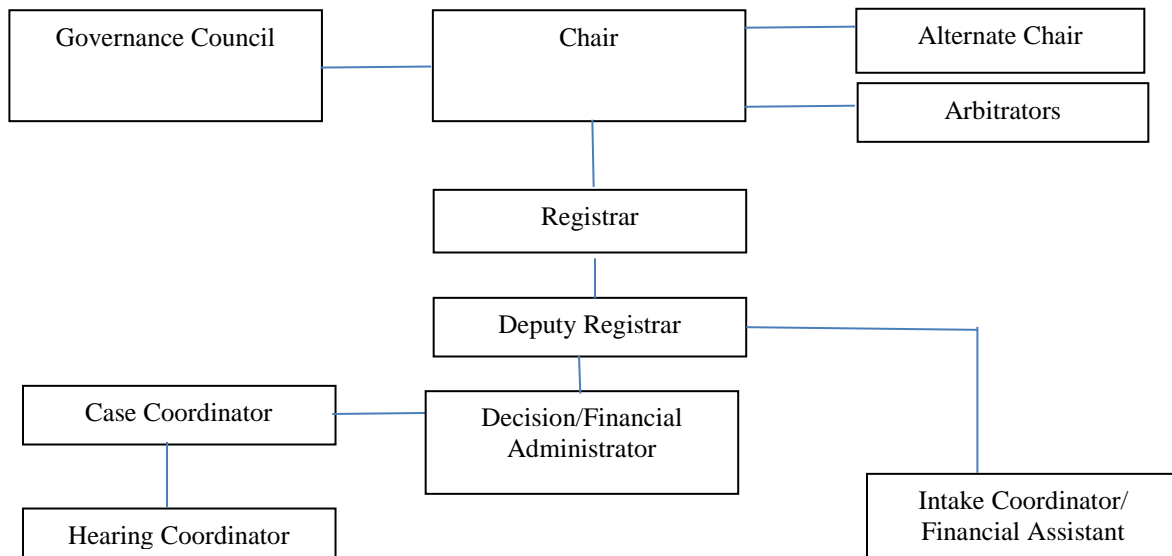 Governance Council
Chair
Alternate Chair
Arbitrators
Registrar
Deputy Registrar
Case Coordinator
Decision/Financial
Administrator
Hearing Coordinator
Intake Coordinator/
Financial Assistant